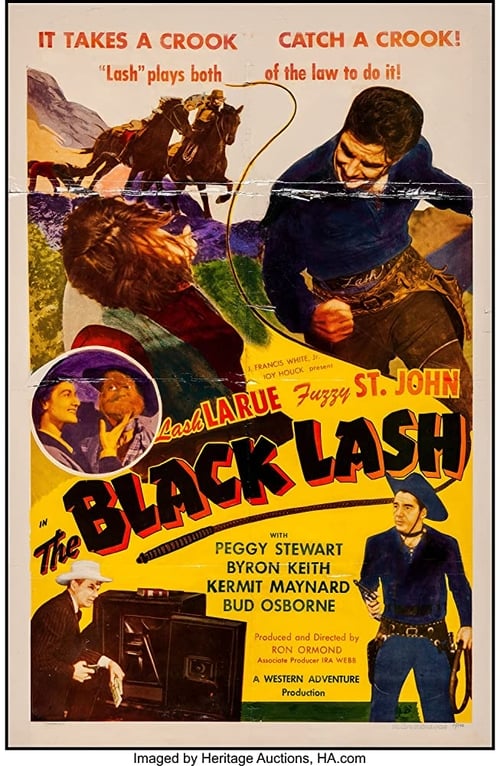 IT TAKES A CROOK CATCH A CROOK!
"Lash" plays both of the law to do it!
Lash
J. FRANCIS WHITE, Jr.
JOY HOUCK present
Lash LARUE Fuzzy ST. JOHN
IN
The BLACK LASH
WITH
PEGGY STEWART
BYRON KEITH
KERMIT MAYNARD
BUD OSBORNE
Produced and Directed by
RON ORMOND
Associate Producer IRA WEBB
A WESTERN ADVENTURE
Production
Imaged by Heritage Auctions, HA.com